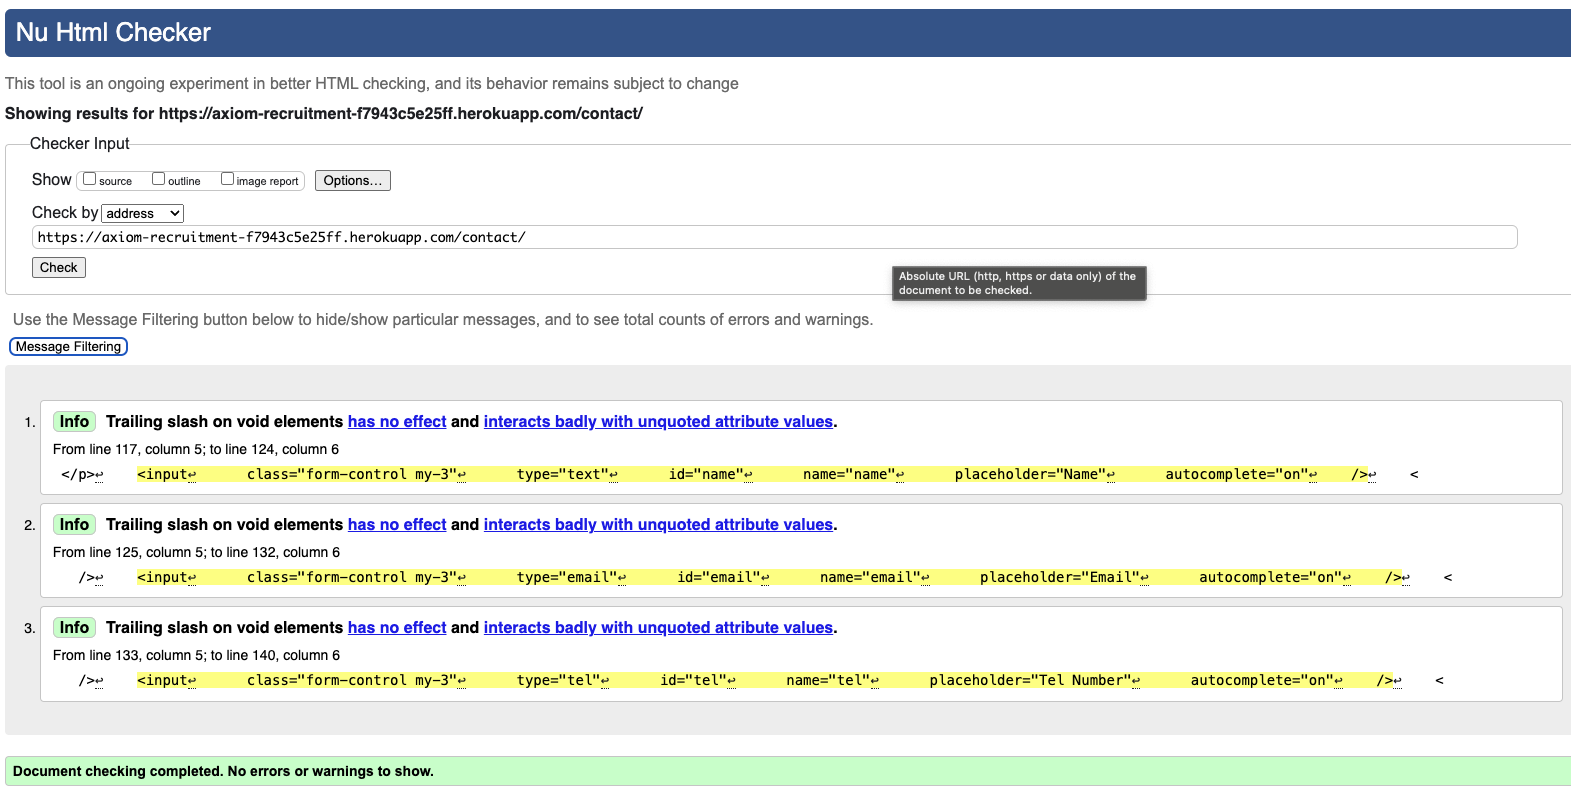 Nu Html Checker
This tool is an ongoing experiment in better HTML checking, and its behavior remains subject to change
Showing results for https://axiom-recruitment-f7943c5e25ff.herokuapp.com/contact/
Checker Input
Show source outline image report Options...
Check by address
https://axiom-recruitment-f7943c5e25ff.herokuapp.com/contact/
Check
Absolute URL (http, https or data only) of the
document to be checked.
Use the Message Filtering button below to hide/show particular messages, and to see total counts of errors and warnings.
Message Filtering
1. Info Trailing slash on void elements has no effect and interacts badly with unquoted attribute values.
From line 117, column 5; to line 124, column 6
</p>↩ <input↩ class="form-control my-3"↩ type="text"↩ id="name"↩ name="name"↩ placeholder="Name"↩ autocomplete="on"↩ />↩ <
2. Info Trailing slash on void elements has no effect and interacts badly with unquoted attribute values.
From line 125, column 5; to line 132, column 6
/>↩ <input↩ class="form-control my-3"↩ type="email"↩ id="email"↩ name="email"↩ placeholder="Email"↩ autocomplete="on"↩ />↩ <
3. Info Trailing slash on void elements has no effect and interacts badly with unquoted attribute values.
From line 133, column 5; to line 140, column 6
/>↩ <input↩ class="form-control my-3"↩ type="tel"↩ id="tel"↩ name="tel"↩ placeholder="Tel Number"↩ autocomplete="on"↩ />↩ <
Document checking completed. No errors or warnings to show.